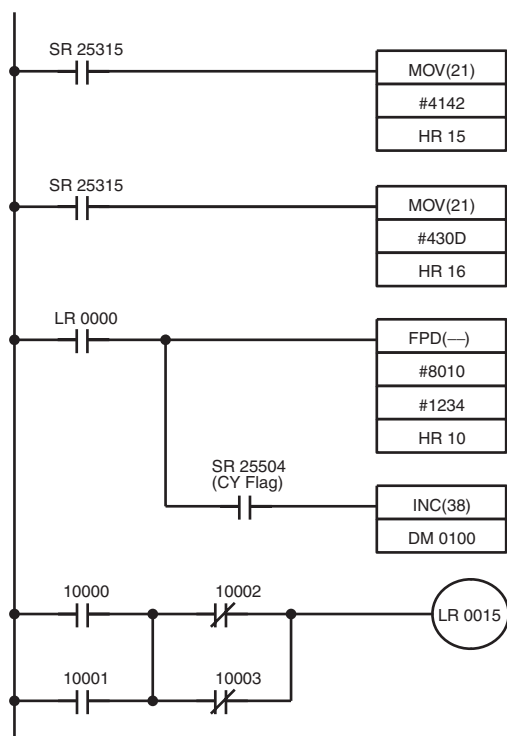 SR 25315
MOV(21)
#4142
HR 15
SR 25315
MOV(21)
#430D
HR 16
LR 0000
FPD(––)
#8010
#1234
HR 10
SR 25504
(CY Flag)
INC(38)
DM 0100
10000
10002
LR 0015
10001
10003